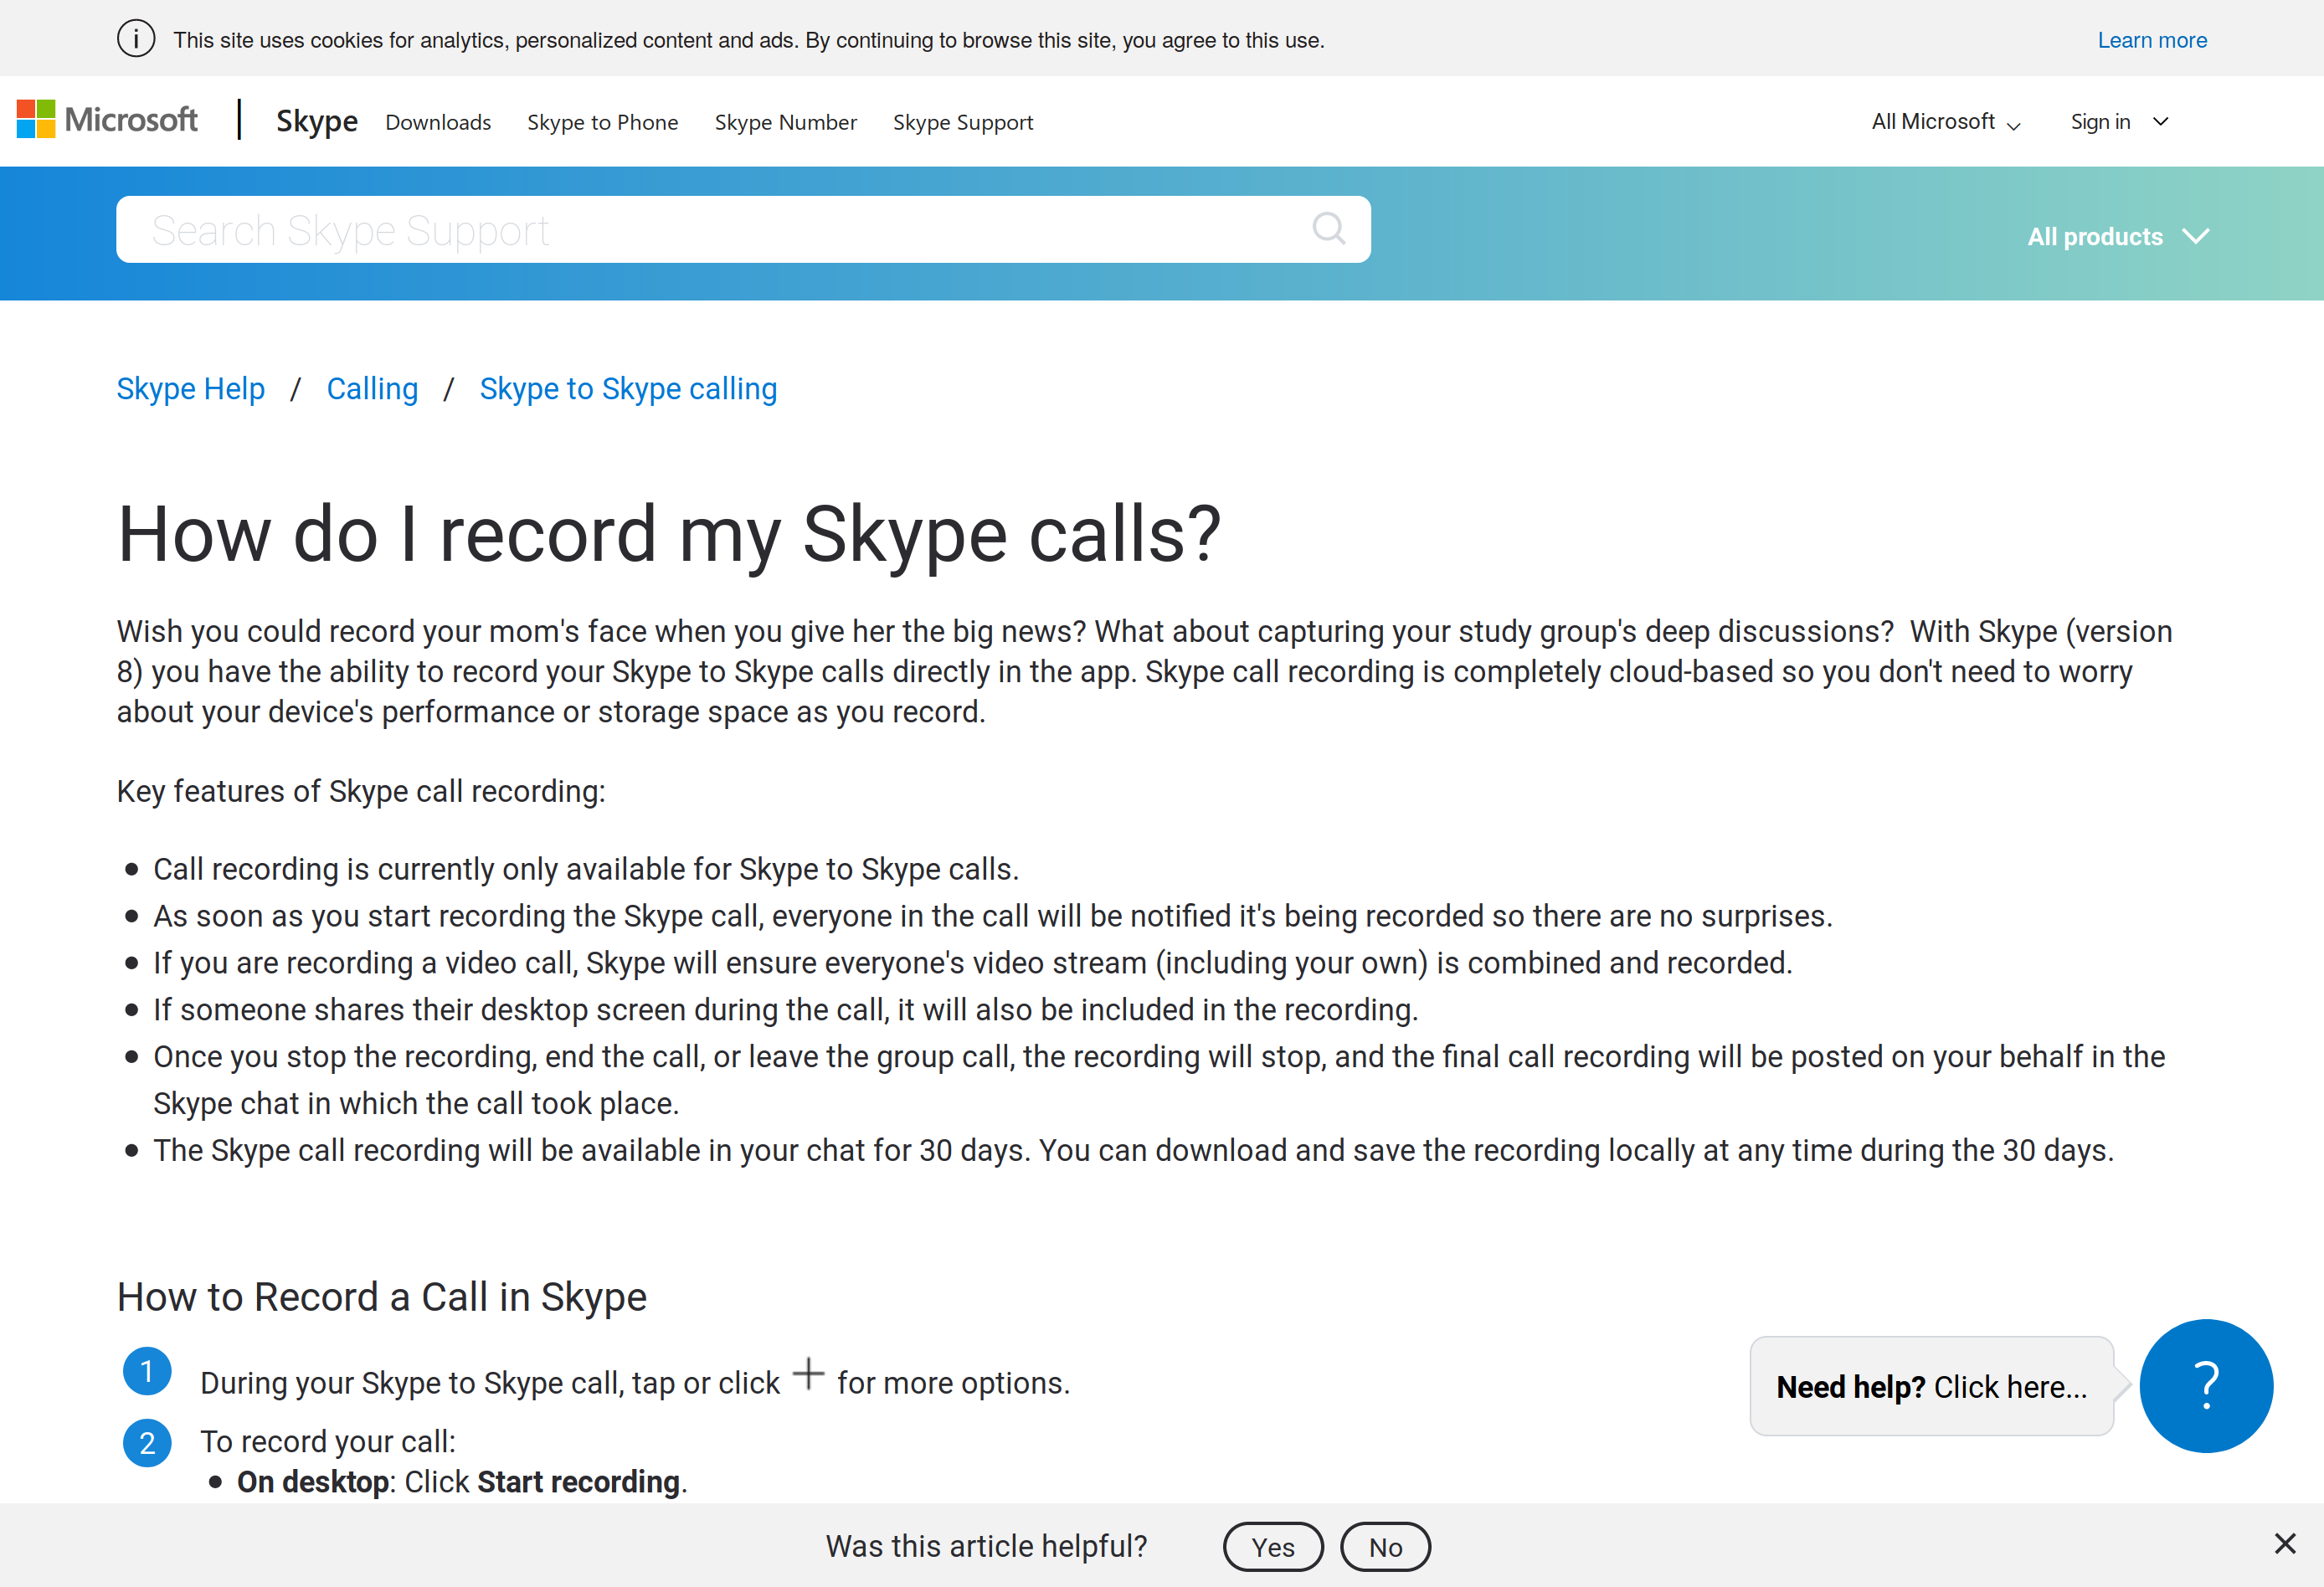 This site uses cookies for analytics, personalized content and ads. By continuing to browse this site, you agree to this use.
Learn more
Microsoft
Skype
Downloads
Skype to Phone
Skype Number
Skype Support
All Microsoft
Sign in
Search Skype Support
All products
Skype Help / Calling / Skype to Skype calling
How do I record my Skype calls?
Wish you could record your mom's face when you give her the big news? What about capturing your study group's deep discussions?  With Skype (version
8) you have the ability to record your Skype to Skype calls directly in the app. Skype call recording is completely cloud-based so you don't need to worry
about your device's performance or storage space as you record.
Key features of Skype call recording:
Call recording is currently only available for Skype to Skype calls.
As soon as you start recording the Skype call, everyone in the call will be notified it's being recorded so there are no surprises.
If you are recording a video call, Skype will ensure everyone's video stream (including your own) is combined and recorded.
If someone shares their desktop screen during the call, it will also be included in the recording.
Once you stop the recording, end the call, or leave the group call, the recording will stop, and the final call recording will be posted on your behalf in the
Skype chat in which the call took place.
The Skype call recording will be available in your chat for 30 days. You can download and save the recording locally at any time during the 30 days.
How to Record a Call in Skype
1 During your Skype to Skype call, tap or click + for more options.
2 To record your call:
On desktop: Click Start recording.
Need help? Click here...
?
Was this article helpful?
Yes
No